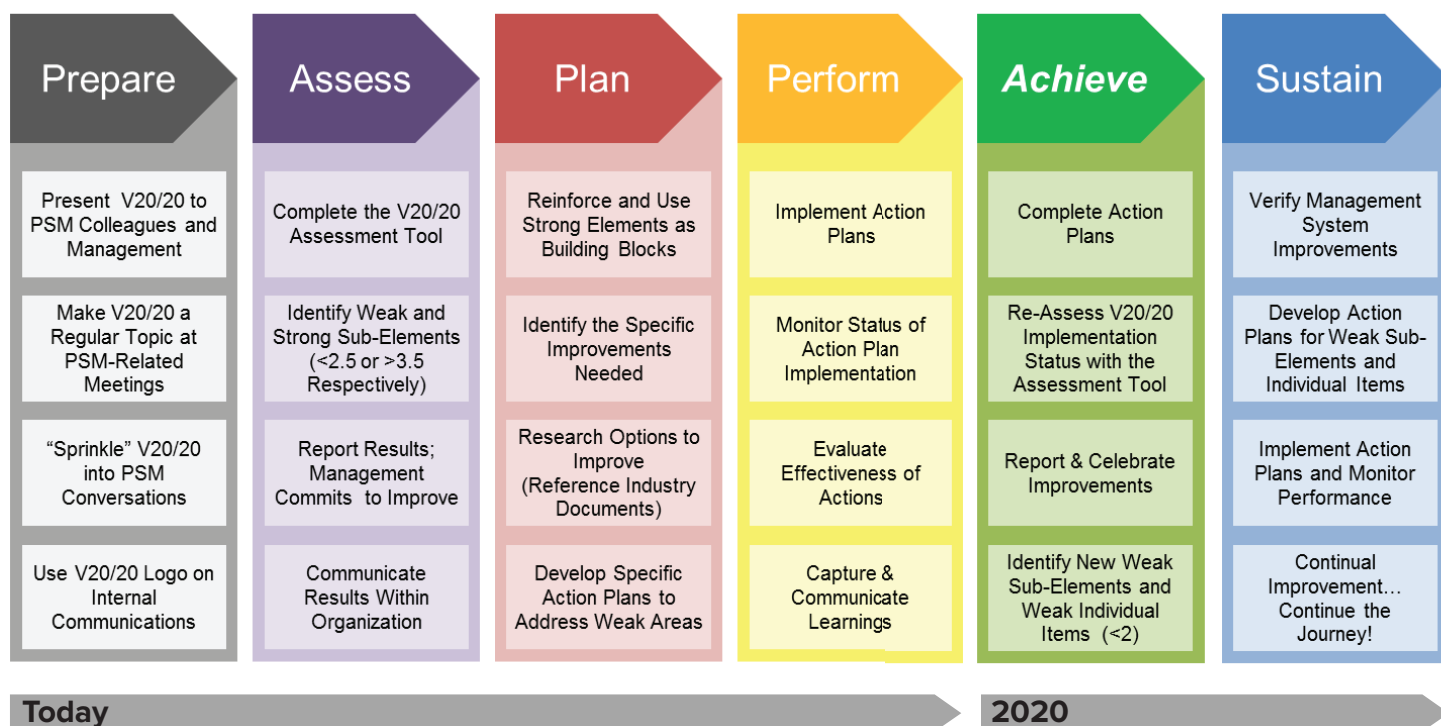 Prepare
Present V20/20 to
PSM Colleagues and
Management
Make V20/20 a
Regular Topic at
PSM-Related
Meetings
“Sprinkle” V20/20
into PSM
Conversations
Use V20/20 Logo on
Internal
Communications
Assess
Complete the V20/20
Assessment Tool
Identify Weak and
Strong Sub-Elements
(<2.5 or >3.5
Respectively)
Report Results;
Management
Commits to Improve
Communicate
Results Within
Organization
Plan
Reinforce and Use
Strong Elements as
Building Blocks
Identify the Specific
Improvements
Needed
Research Options to
Improve
(Reference Industry
Documents)
Develop Specific
Action Plans to
Address Weak Areas
Perform
Implement Action
Plans
Monitor Status of
Action Plan
Implementation
Evaluate
Effectiveness of
Actions
Capture &
Communicate
Learnings
Achieve
Complete Action
Plans
Re-Assess V20/20
Implementation
Status with the
Assessment Tool
Report & Celebrate
Improvements
Identify New Weak
Sub-Elements and
Weak Individual
Items (<2)
Sustain
Verify Management
System
Improvements
Develop Action
Plans for Weak Sub-
Elements and
Individual Items
Implement Action
Plans and Monitor
Performance
Continual
Improvement…
Continue the
Journey!
Today
2020